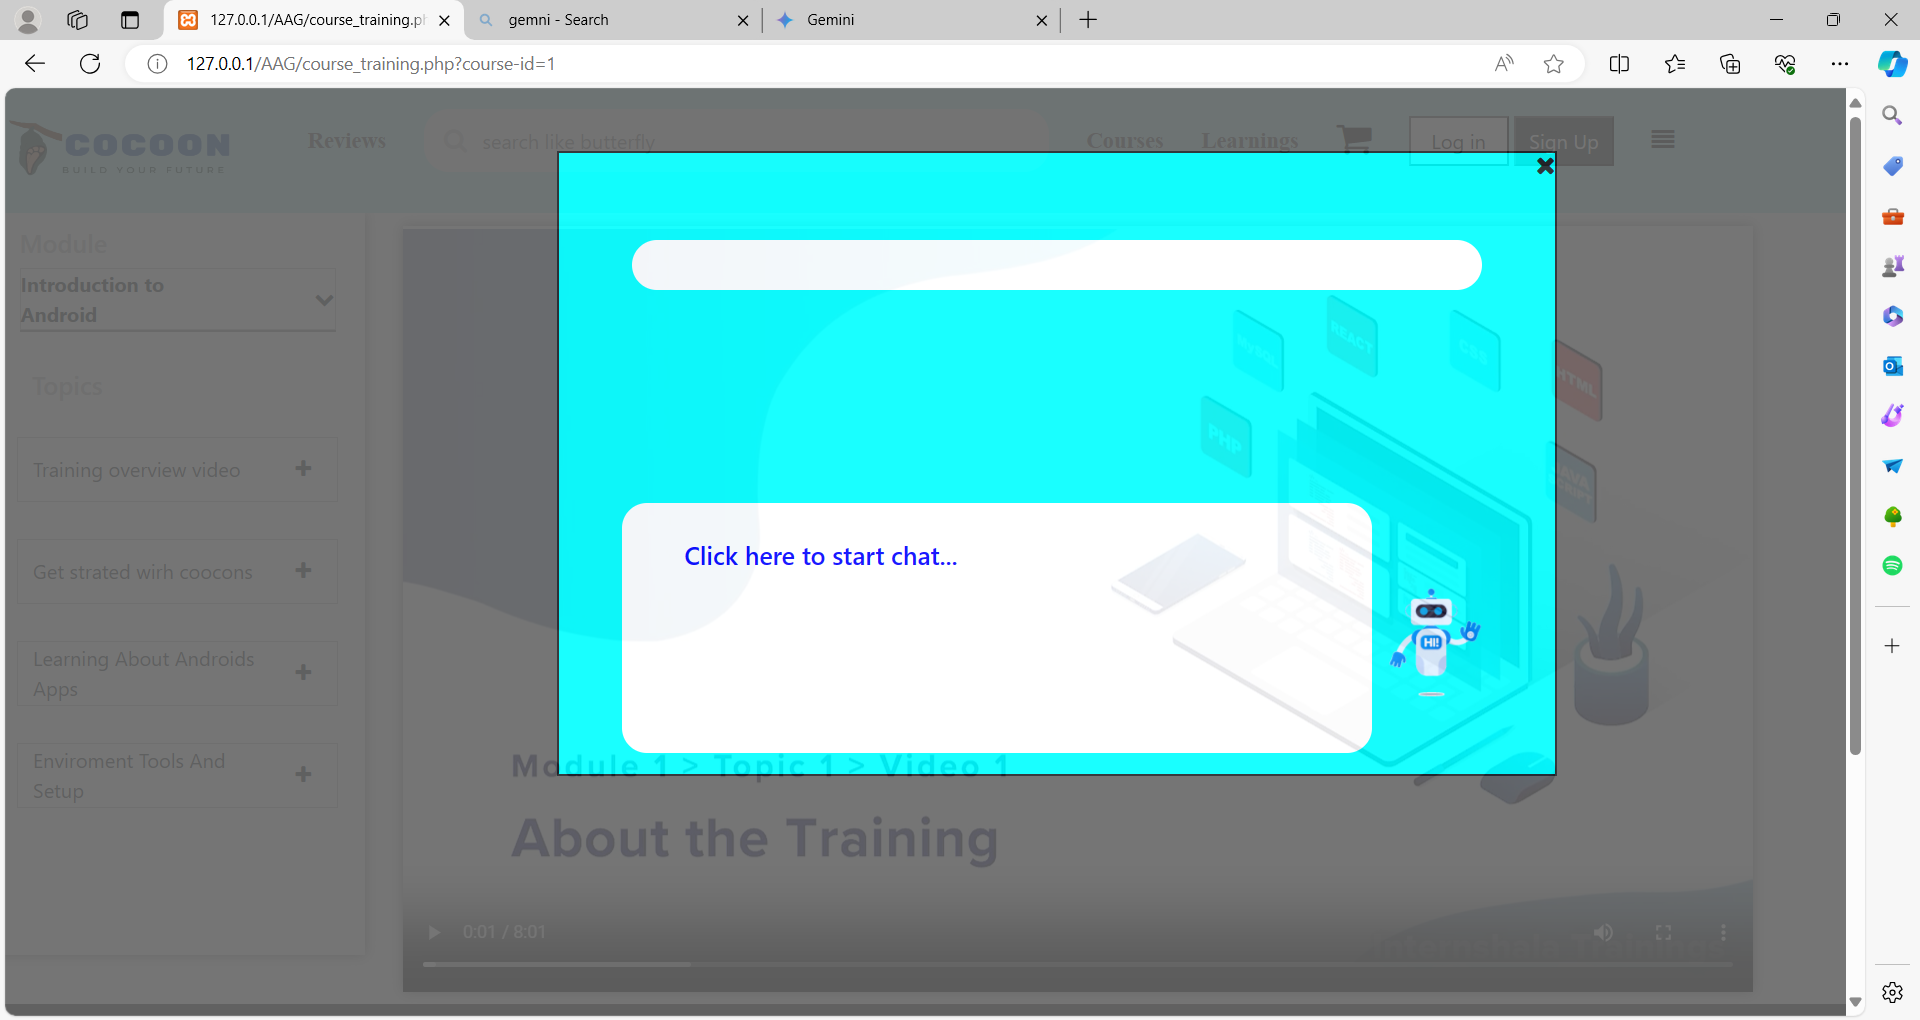 127.0.0.1/AAG/course_training.ph
gemni - Search
Gemini
127.0.0.1/AAG/course_training.php?course-id=1
COCOON
BUILD YOUR FUTURE
Reviews
search like butterfly
Courses
Learnings
Log in
Sign Up
Module
Introduction to
Android
Topics
Training overview video
Get strated wirh coocons
Learning About Androids
Apps
Enviroment Tools And
Setup
MySQL
REACT
CSS
HTML
PHP
JAVA
SCRIPT
Click here to start chat...
HI!
Module 1 > Topic 1 > Video 1
About the Training
0:01 / 8:01